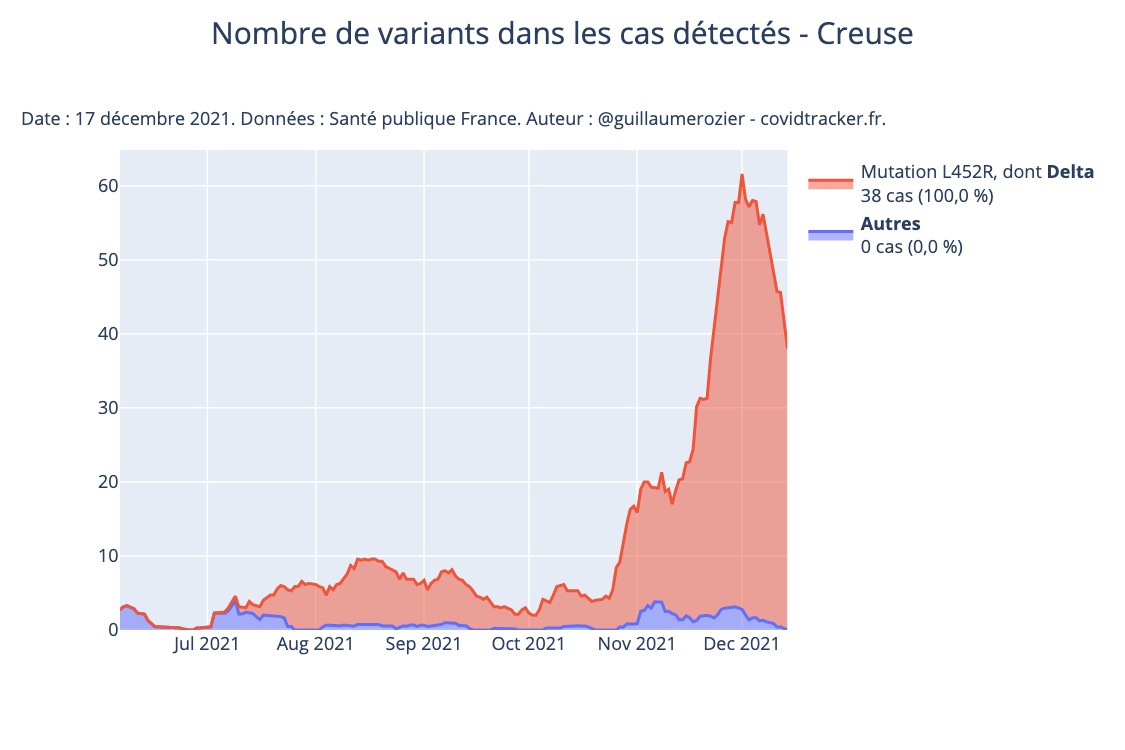 Nombre de variants dans les cas détectés - Creuse
Date : 17 décembre 2021. Données : Santé publique France. Auteur : @guillaumerozier - covidtracker.fr.
Mutation L452R, dont Delta
38 cas (100,0 %)
Autres
0 cas (0,0 %)
60
50
40
30
20
10
0
Jul 2021 Aug 2021 Sep 2021 Oct 2021 Nov 2021 Dec 2021